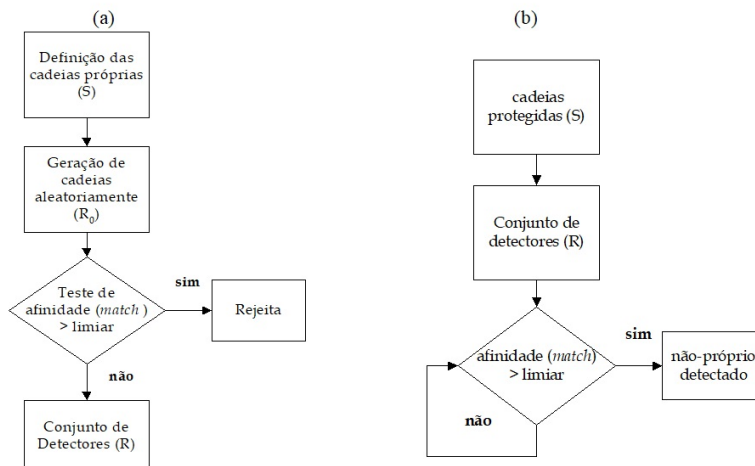 (a)
Definição das
cadeias próprias
(S)
Geração de
cadeias
aleatoriamente
(R₀)
Teste de
afinidade (match )
> limiar
sim
Rejeita
não
Conjunto de
Detectores (R)
(b)
cadeias
protegidas (S)
Conjunto de
detectores (R)
afinidade (match)
> limiar
sim
não-próprio
detectado
não